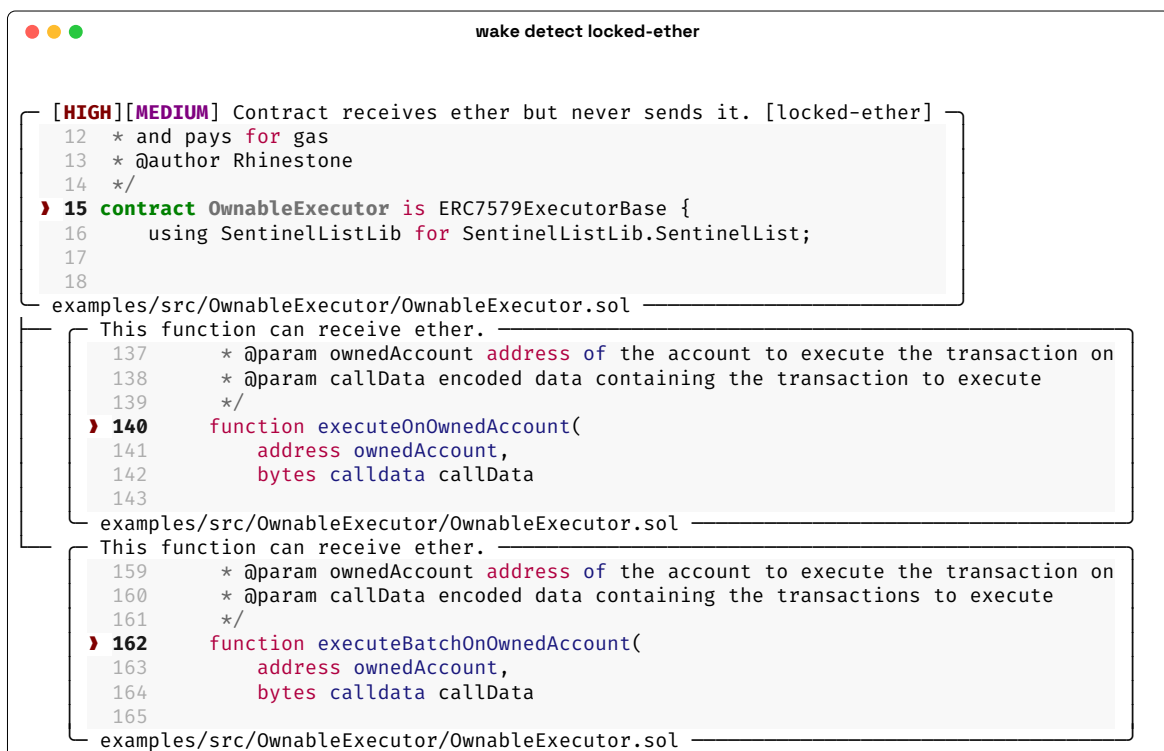 wake detect locked-ether
[HIGH][MEDIUM] Contract receives ether but never sends it. [locked-ether]
12  * and pays for gas
13  * @author Rhinestone
14  */
❱ 15 contract OwnableExecutor is ERC7579ExecutorBase {
16     using SentinelListLib for SentinelListLib.SentinelList;
17
18
examples/src/OwnableExecutor/OwnableExecutor.sol
This function can receive ether.
137      * @param ownedAccount address of the account to execute the transaction on
138      * @param callData encoded data containing the transaction to execute
139      */
❱ 140     function executeOnOwnedAccount(
141         address ownedAccount,
142         bytes calldata callData
143
examples/src/OwnableExecutor/OwnableExecutor.sol
This function can receive ether.
159      * @param ownedAccount address of the account to execute the transaction on
160      * @param callData encoded data containing the transactions to execute
161      */
❱ 162     function executeBatchOnOwnedAccount(
163         address ownedAccount,
164         bytes calldata callData
165
examples/src/OwnableExecutor/OwnableExecutor.sol